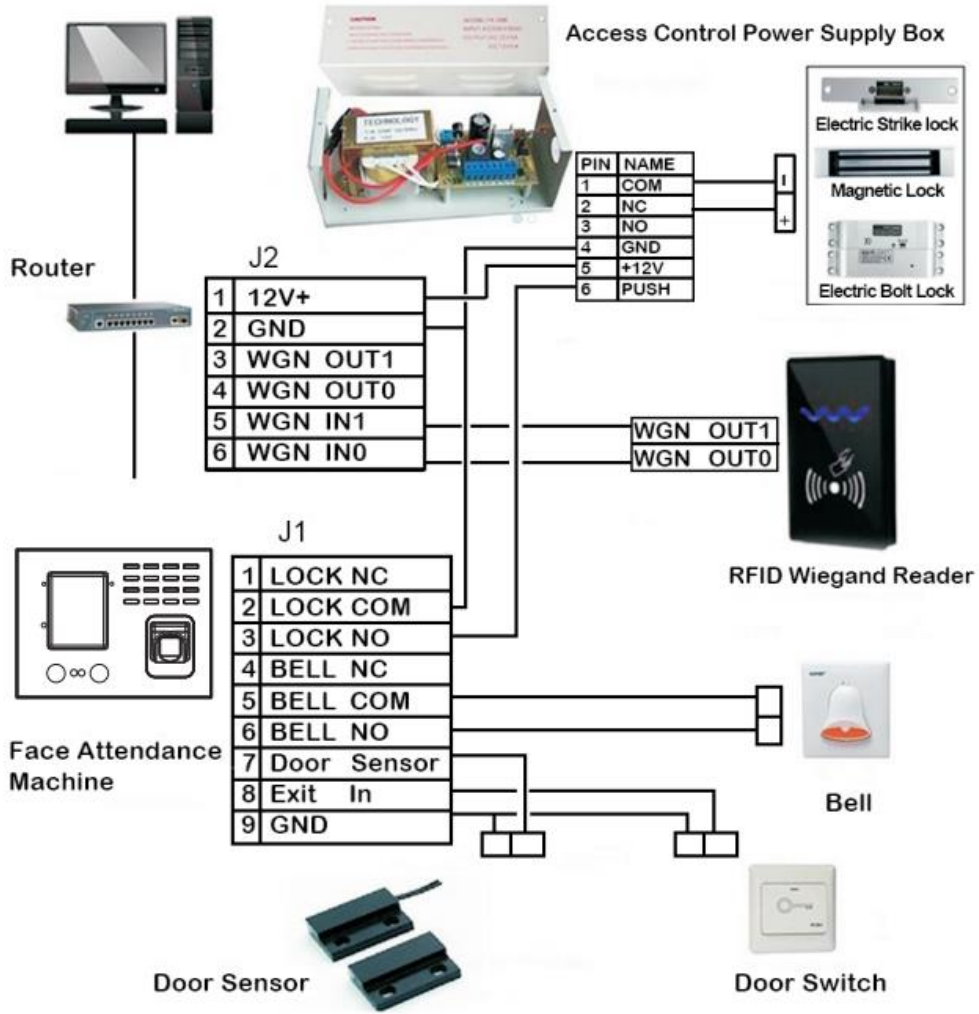 Access Control Power Supply Box
CAUTION
TECHNOLOGY
Electric Strike lock
Magnetic Lock
Electric Bolt Lock
PIN NAME
1 COM
2 NC
3 NO
4 GND
5 +12V
6 PUSH
-
+
Router
J2
1 12V+
2 GND
3 WGN OUT1
4 WGN OUT0
5 WGN IN1
6 WGN IN0
WGN OUT1
WGN OUT0
RFID Wiegand Reader
J1
1 LOCK NC
2 LOCK COM
3 LOCK NO
4 BELL NC
5 BELL COM
6 BELL NO
7 Door Sensor
8 Exit In
9 GND
Face Attendance
Machine
Bell
Door Sensor
Door Switch